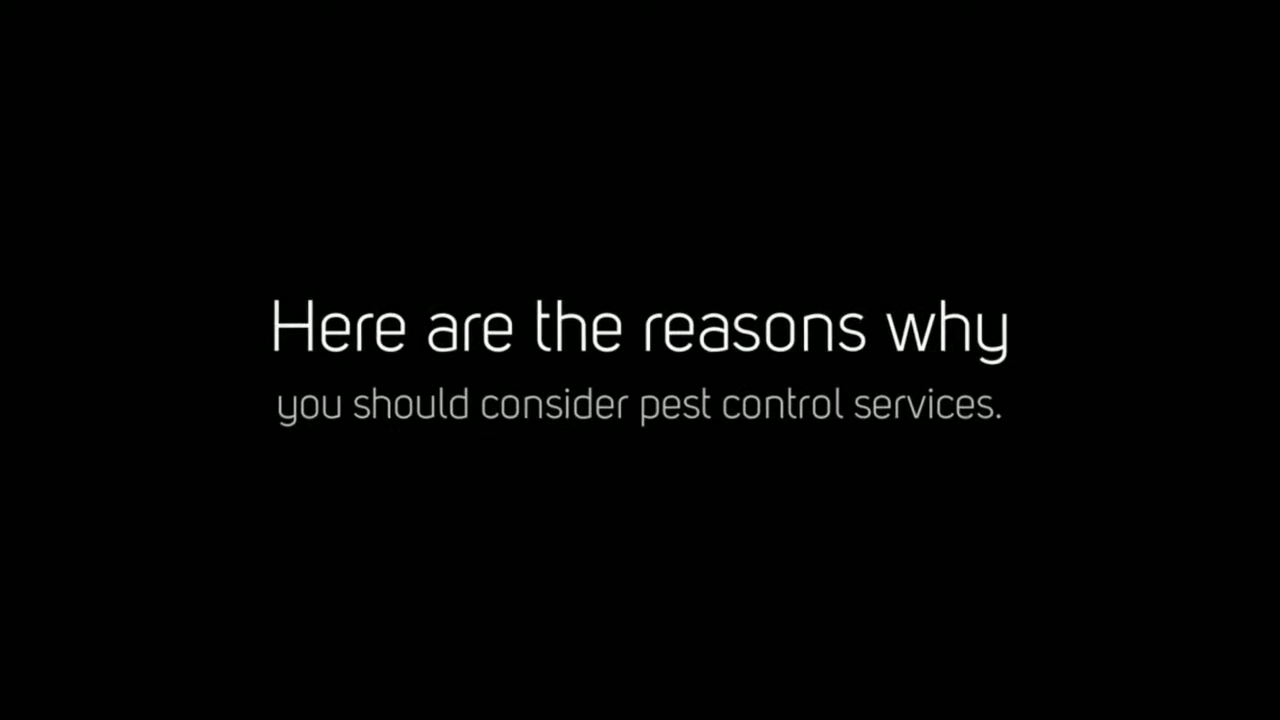 Here are the reasons why
you should consider pest control services.